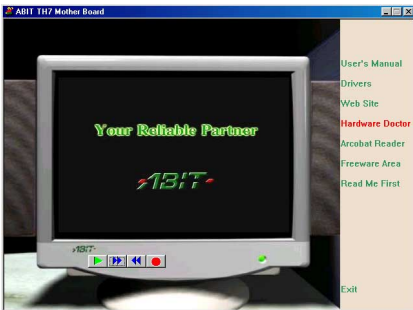 ABIT TH7 Mother Board
User's Manual
Drivers
Web Site
Hardware Doctor
Arcobat Reader
Freeware Area
Read Me First
Your Reliable Partner
ABIT
ABIT
Exit